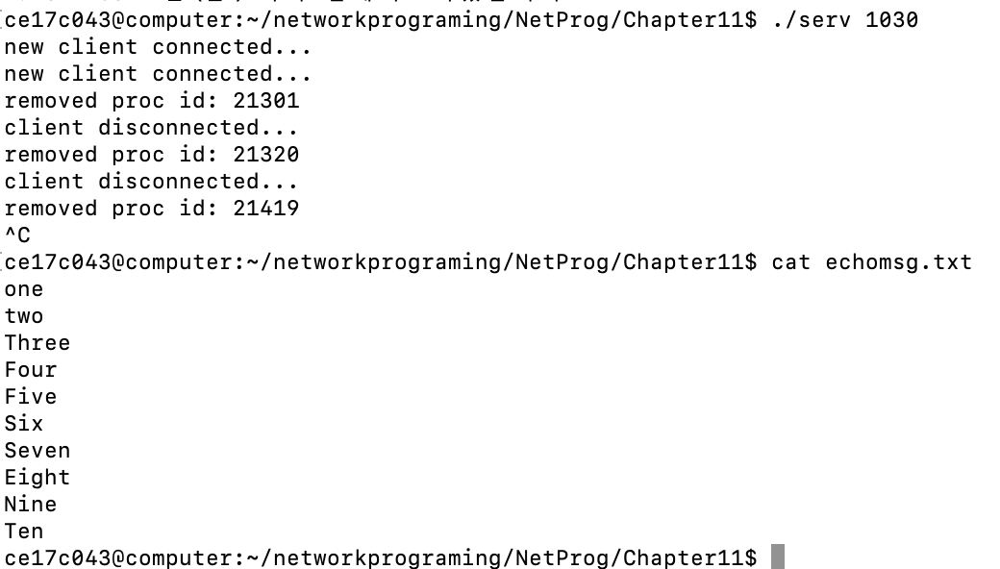 ce17c043@computer:~/networkprograming/NetProg/Chapter11$ ./serv 1030
new client connected...
new client connected...
removed proc id: 21301
client disconnected...
removed proc id: 21320
client disconnected...
removed proc id: 21419
^C
ce17c043@computer:~/networkprograming/NetProg/Chapter11$ cat echomsg.txt
one
two
Three
Four
Five
Six
Seven
Eight
Nine
Ten
ce17c043@computer:~/networkprograming/NetProg/Chapter11$